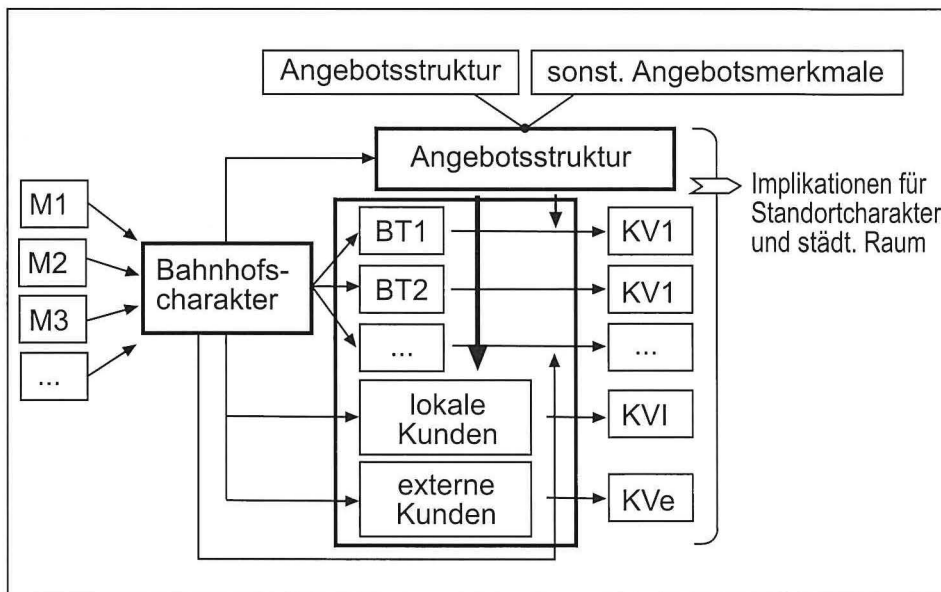 Angebotsstruktur
sonst. Angebotsmerkmale
Angebotsstruktur
Implikationen für
Standortcharakter
und städt. Raum
M1
M2
M3
...
Bahnhofs-
charakter
BT1
KV1
BT2
KV1
...
...
lokale
Kunden
KVl
externe
Kunden
KVe